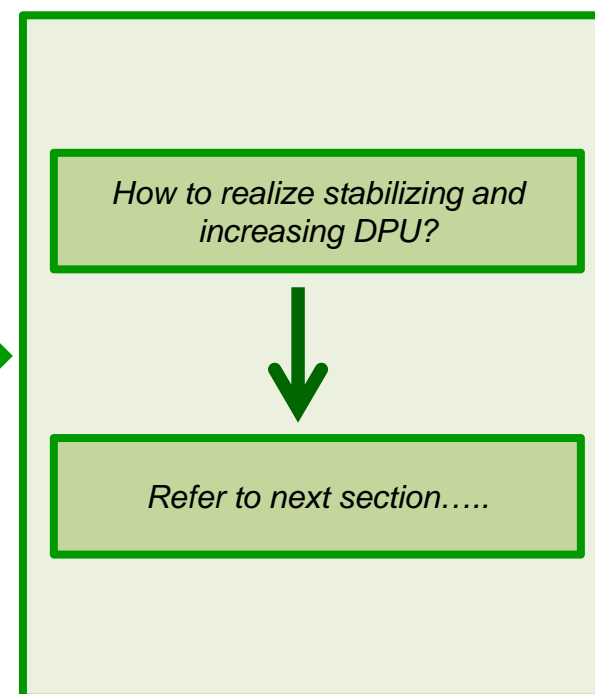 How to realize stabilizing and
increasing DPU?
Refer to next section…..